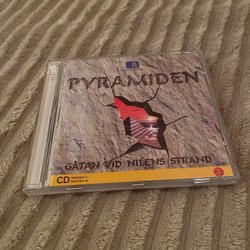 PYRAMIDEN
GÅTAN VID NILENS STRAND
CD